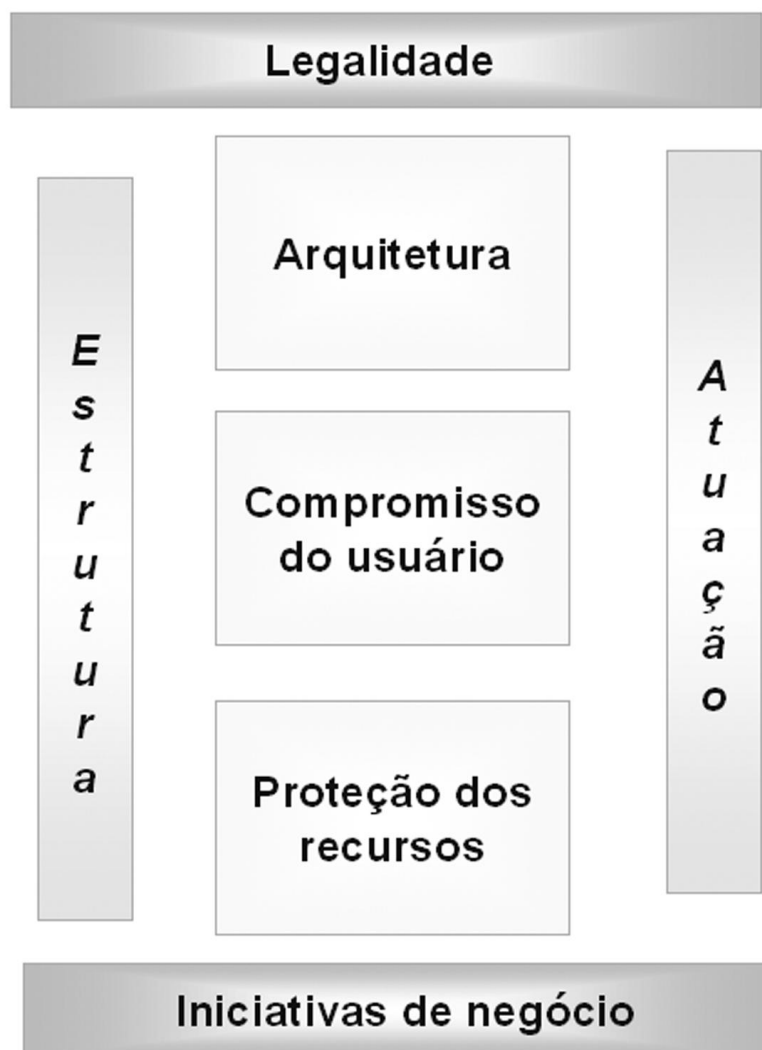 Legalidade
Estrutura
Arquitetura
Compromisso
do usuário
Proteção dos
recursos
Atuação
Iniciativas de negócio